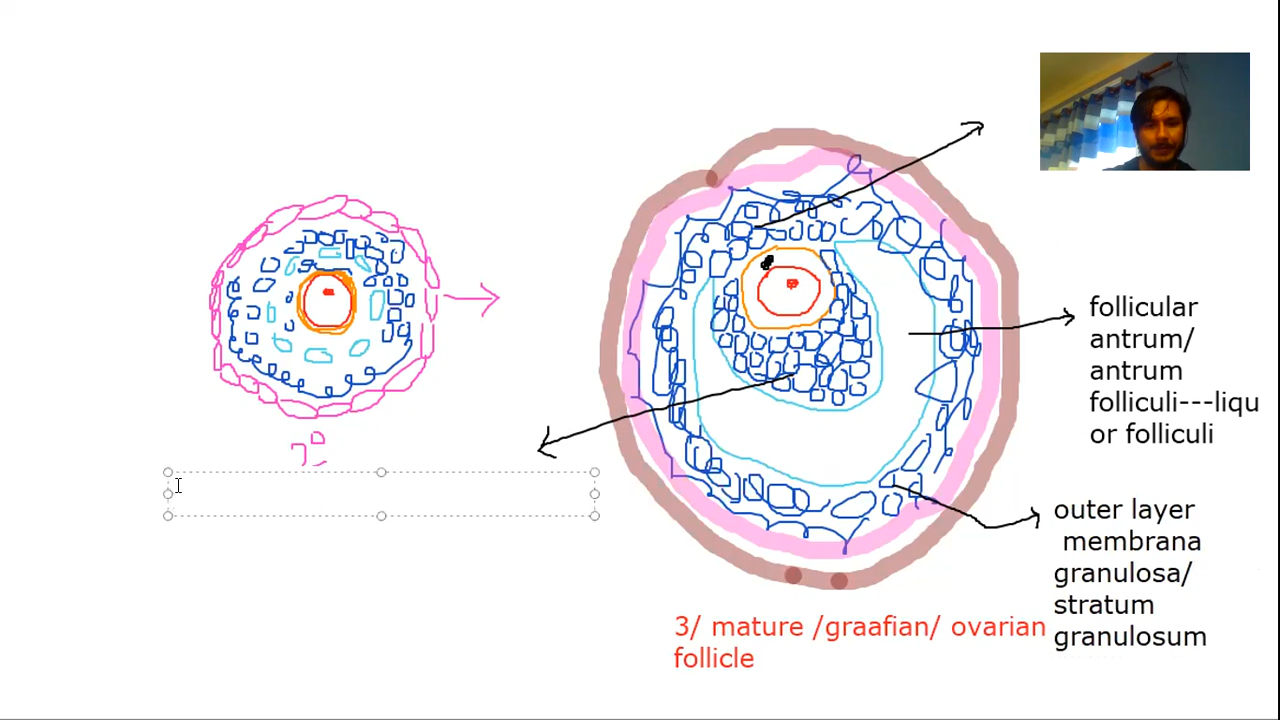 follicular
antrum/
antrum
folliculi---liqu
or folliculi
outer layer
membrana
granulosa/
stratum
granulosum
3/ mature /graafian/ ovarian
follicle